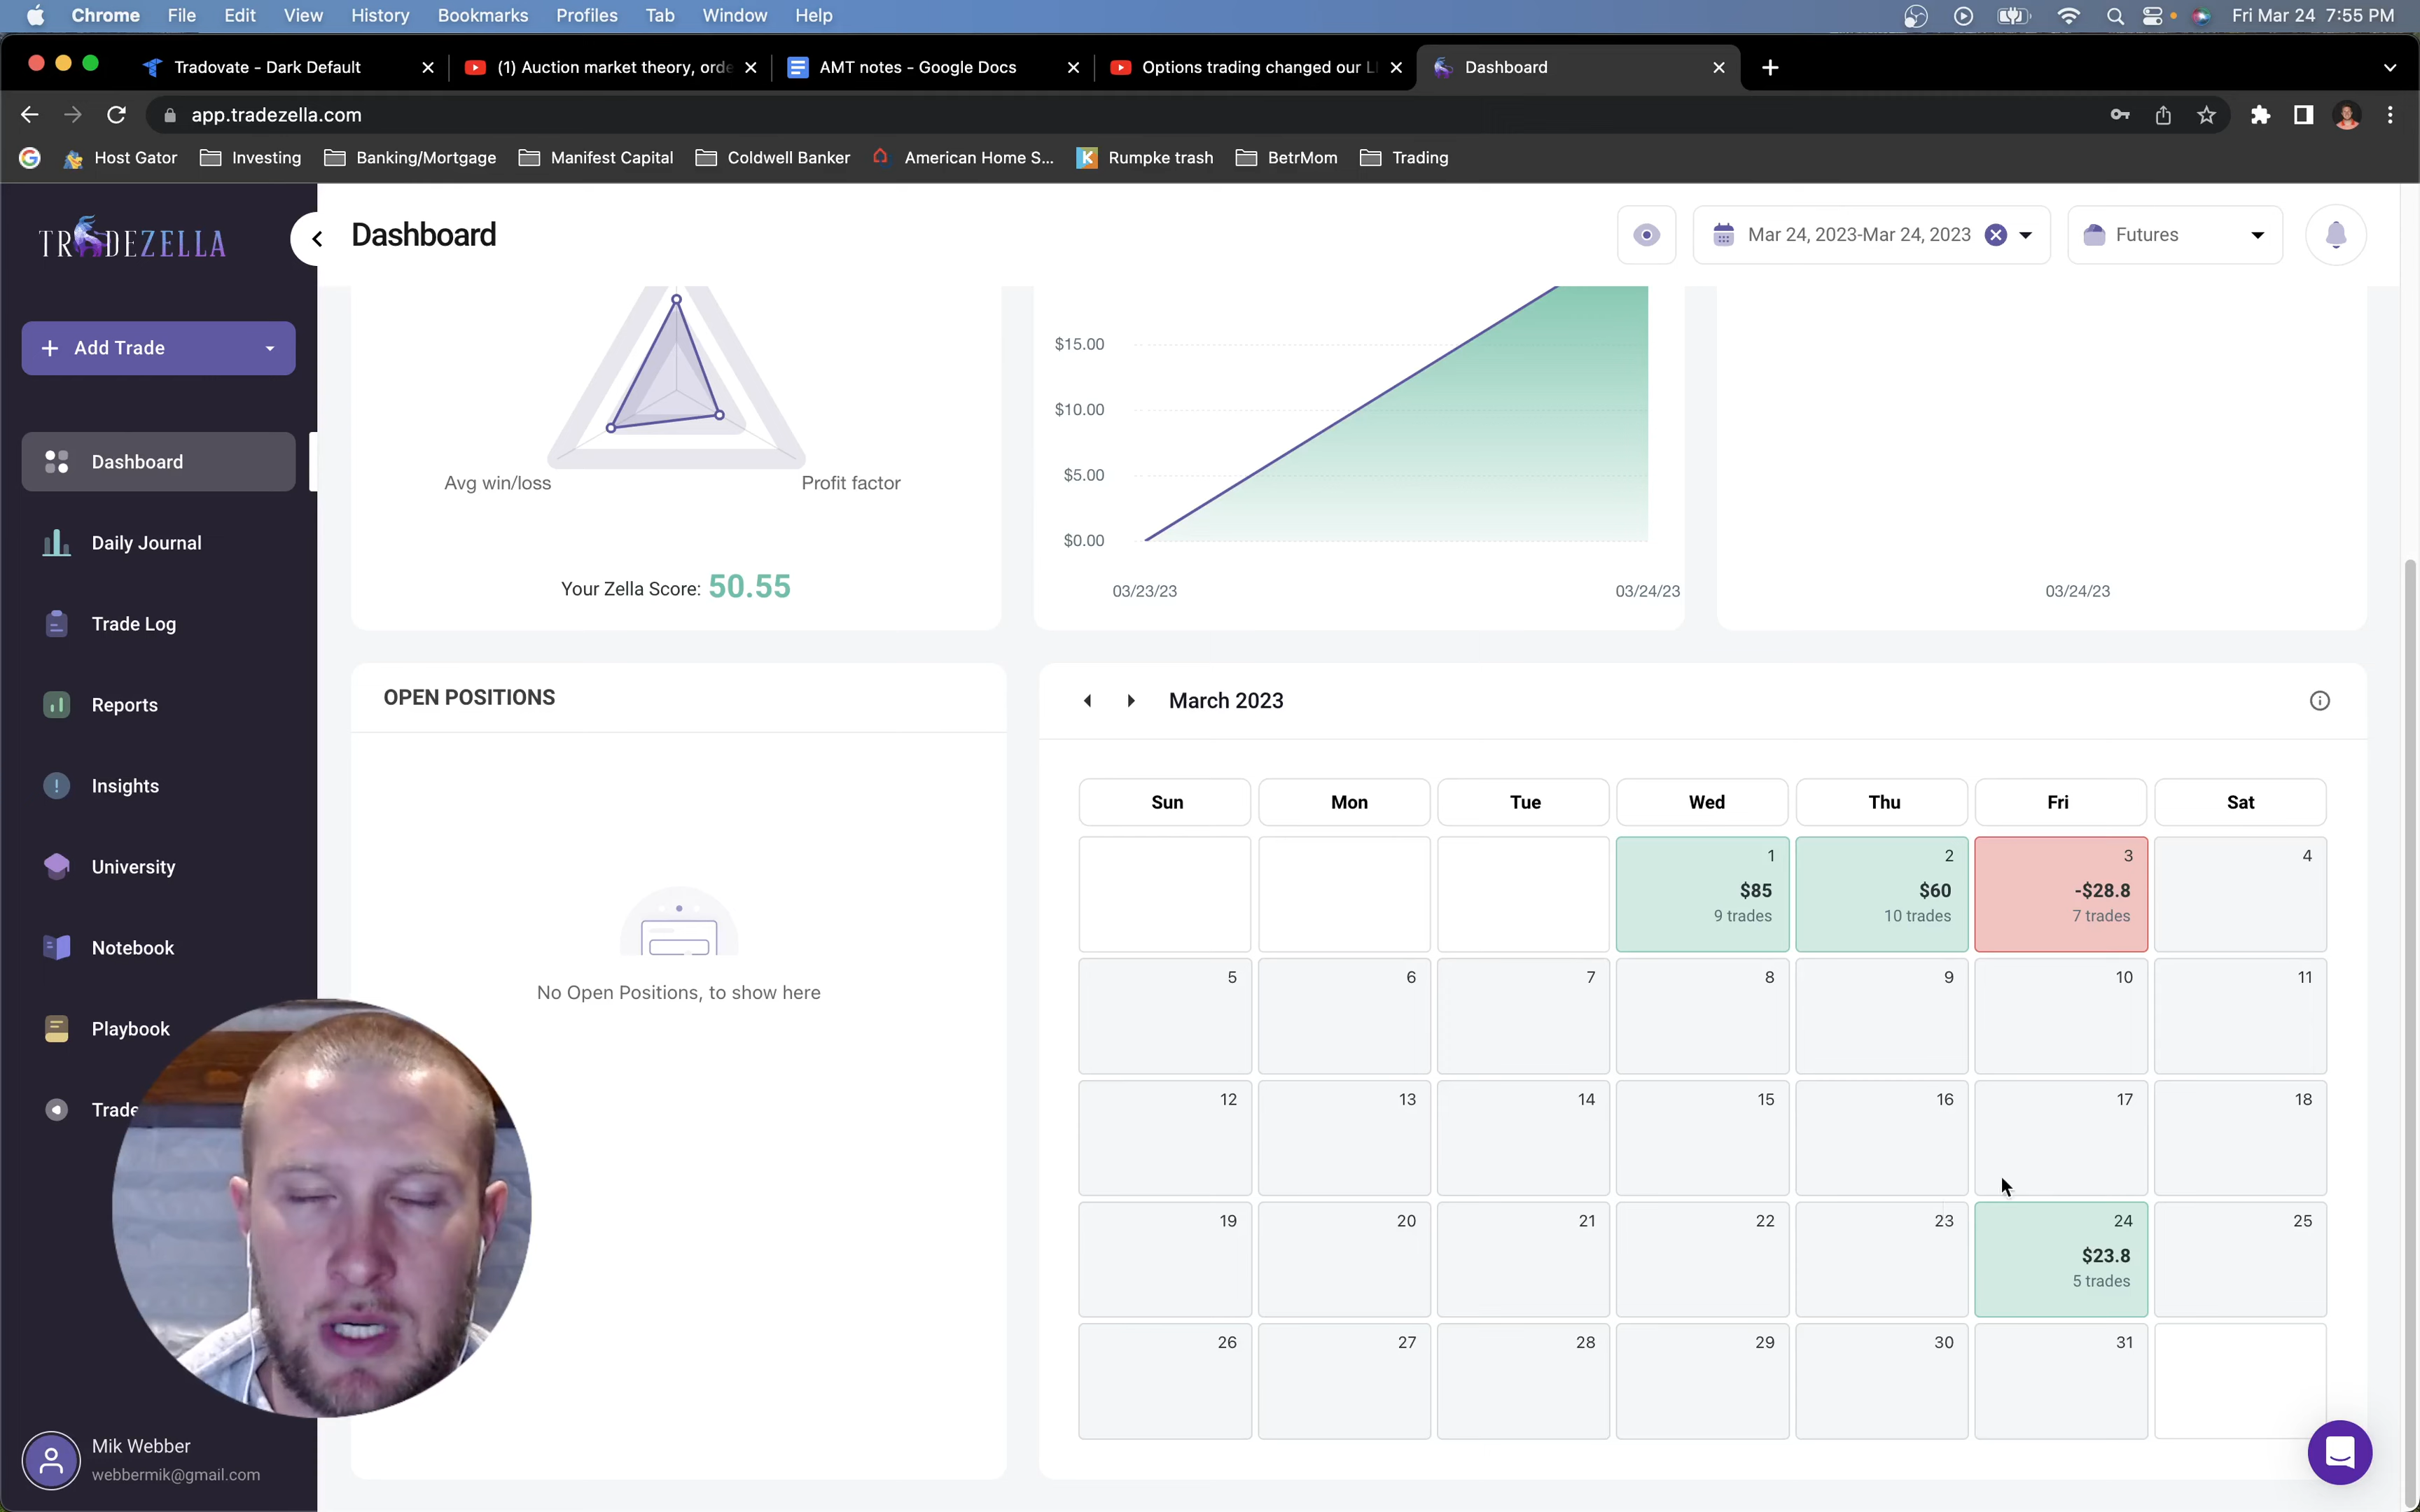 Chrome File Edit View History Bookmarks Profiles Tab Window Help Fri Mar 24 7:55 PM
Tradovate - Dark Default (1) Auction market theory, orde AMT notes - Google Docs Options trading changed our LI Dashboard
app.tradezella.com
Host Gator Investing Banking/Mortgage Manifest Capital Coldwell Banker American Home S... Rumpke trash BetrMom Trading
TRADEZELLA
Dashboard
Mar 24, 2023-Mar 24, 2023
Futures
Add Trade
Dashboard
Daily Journal
Trade Log
Reports
Insights
University
Notebook
Playbook
Trade
Mik Webber
webbermik@gmail.com
Avg win/loss
Profit factor
Your Zella Score: 50.55
$15.00
$10.00
$5.00
$0.00
03/23/23
03/24/23
03/24/23
OPEN POSITIONS
No Open Positions, to show here
March 2023
Sun Mon Tue Wed Thu Fri Sat
1 2 3 4
$85 $60 -$28.8
9 trades 10 trades 7 trades
5 6 7 8 9 10 11
12 13 14 15 16 17 18
19 20 21 22 23 24 25
$23.8
5 trades
26 27 28 29 30 31